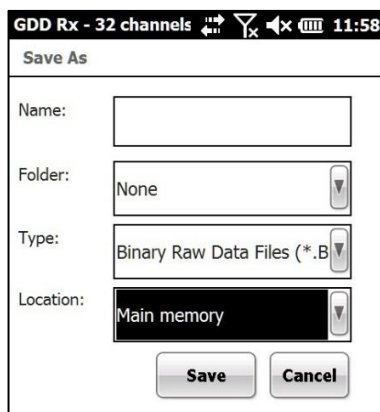 GDD Rx - 32 channels 11:58
Save As
Name:
Folder: None
Type: Binary Raw Data Files (*.B
Location: Main memory
Save Cancel